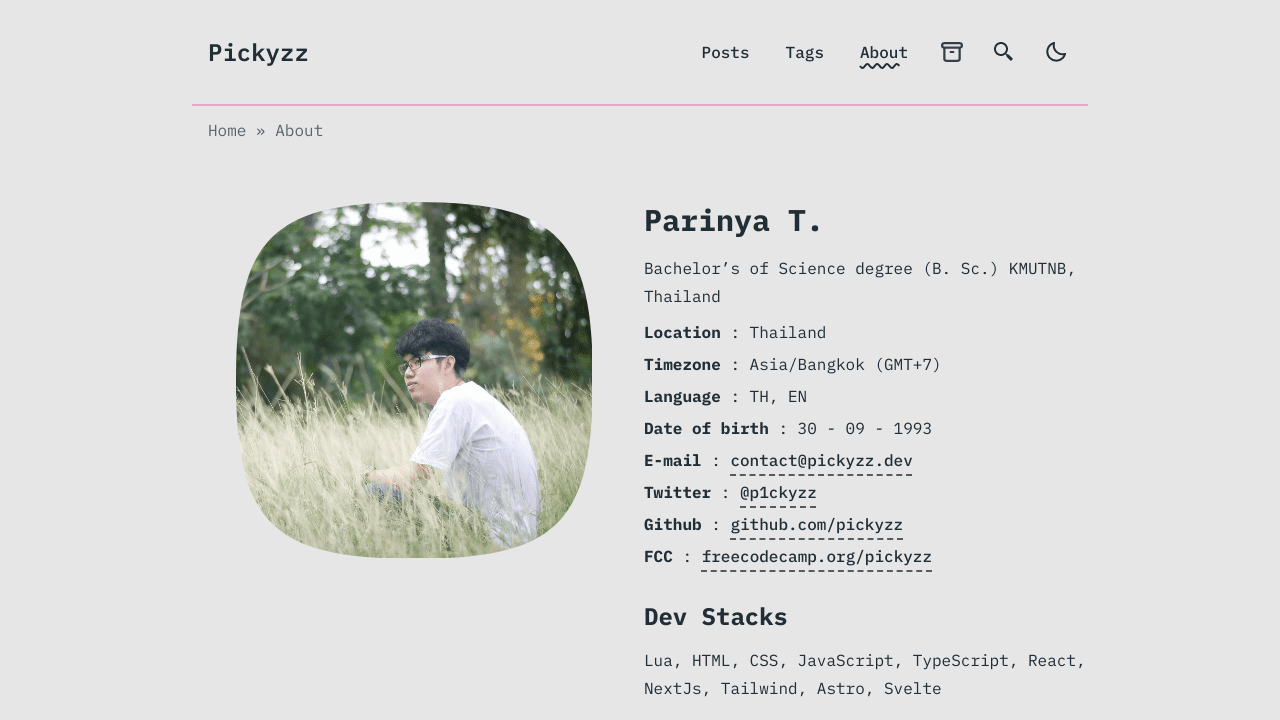 Pickyzz
Posts Tags About
Home » About
Parinya T.
Bachelor’s of Science degree (B. Sc.) KMUTNB,
Thailand
Location : Thailand
Timezone : Asia/Bangkok (GMT+7)
Language : TH, EN
Date of birth : 30 - 09 - 1993
E-mail : contact@pickyzz.dev
Twitter : @p1ckyzz
Github : github.com/pickyzz
FCC : freecodecamp.org/pickyzz
Dev Stacks
Lua, HTML, CSS, JavaScript, TypeScript, React,
NextJs, Tailwind, Astro, Svelte